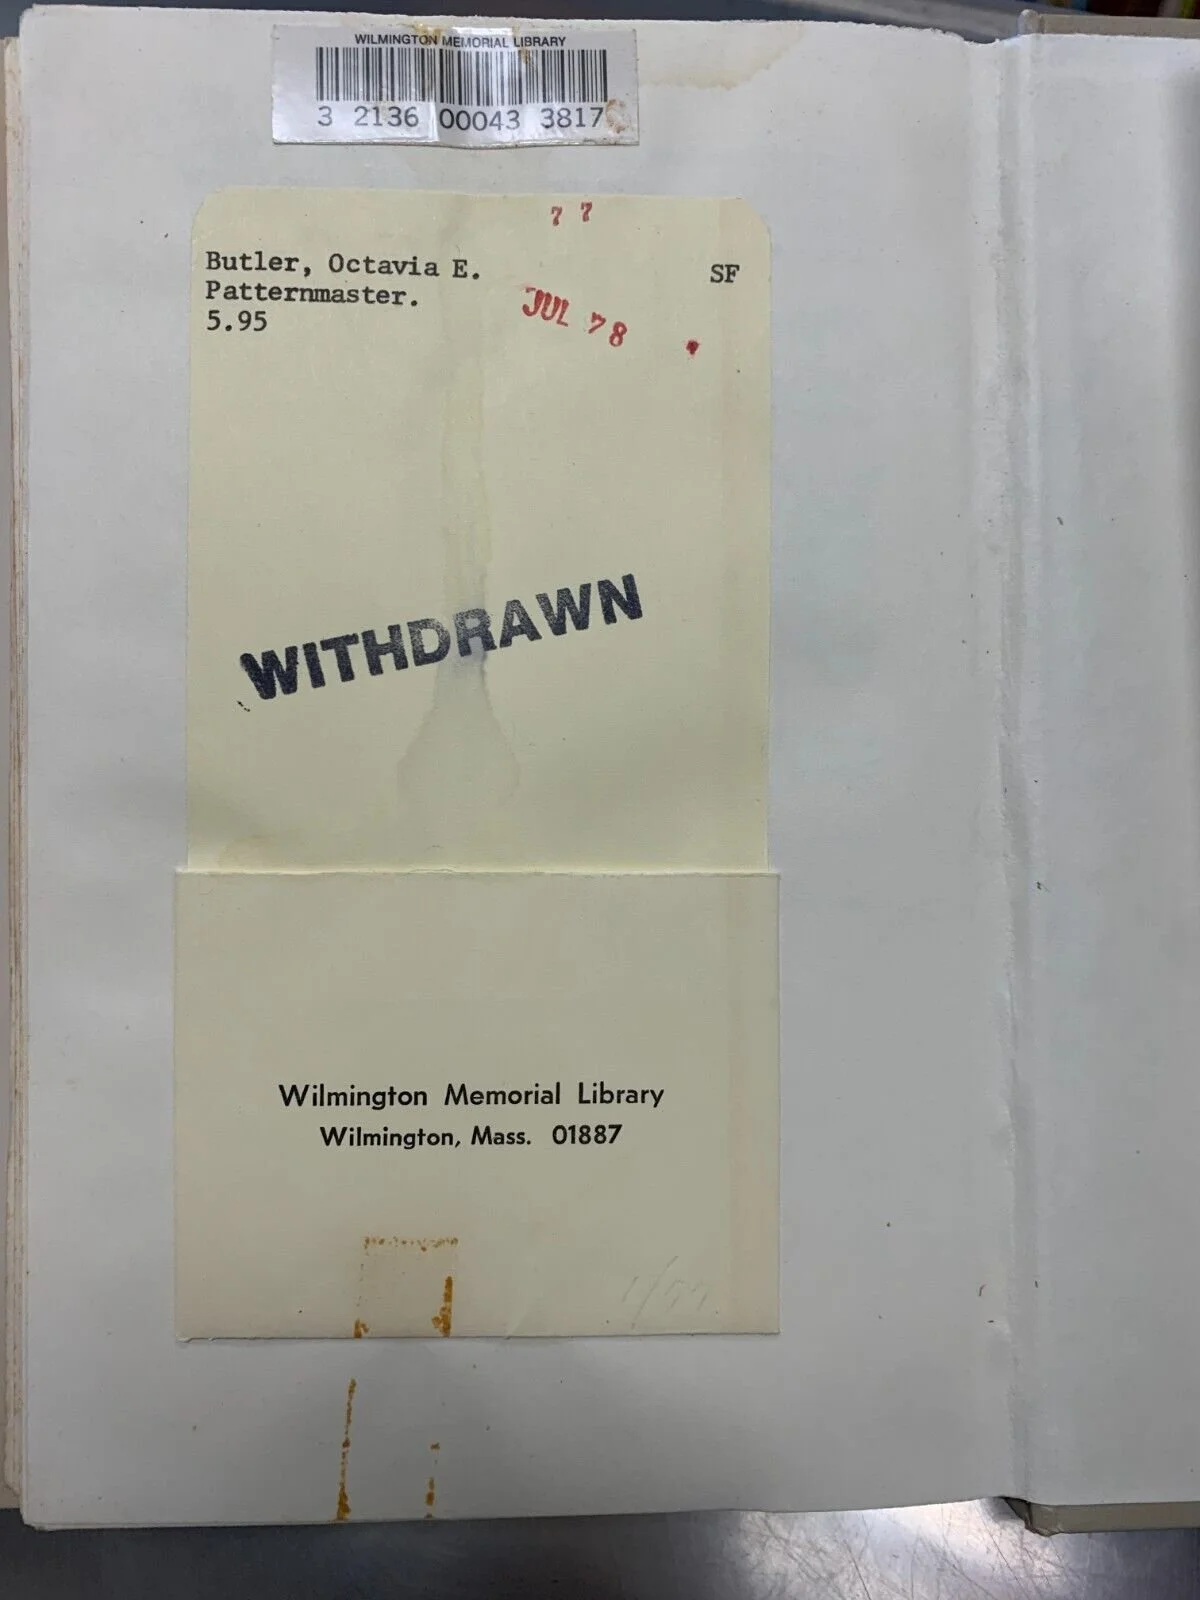 WILMINGTON MEMORIAL LIBRARY
3 2136 00043 3817
7 7
Butler, Octavia E. SF
Patternmaster.
5.95
JUL 78
WITHDRAWN
Wilmington Memorial Library
Wilmington, Mass. 01887